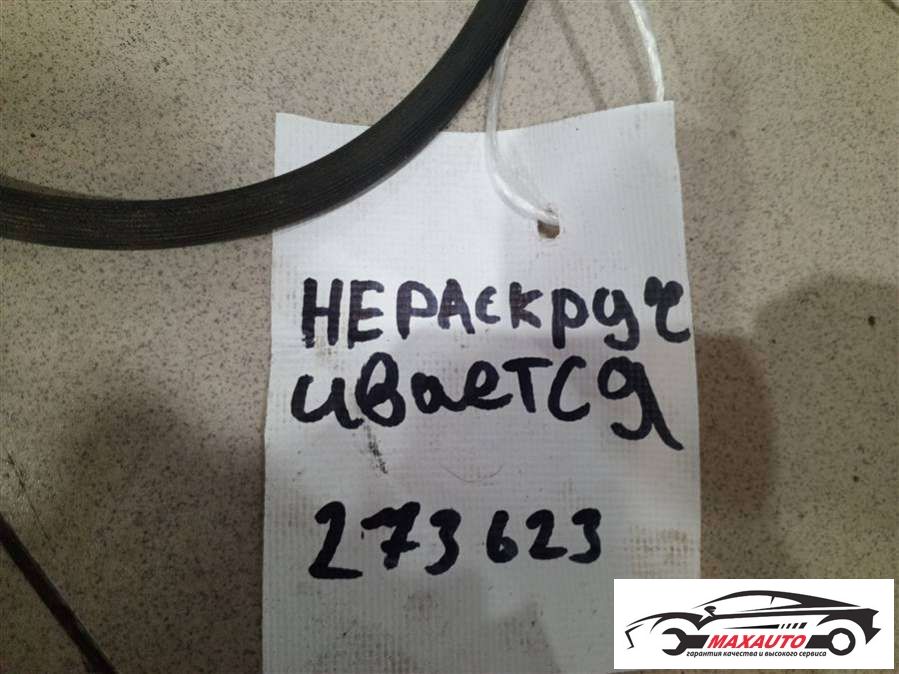 НЕРАСКРУЧ
ИВАЕТСЯ
273623
MAXAUTO
гарантия качества и высокого сервиса